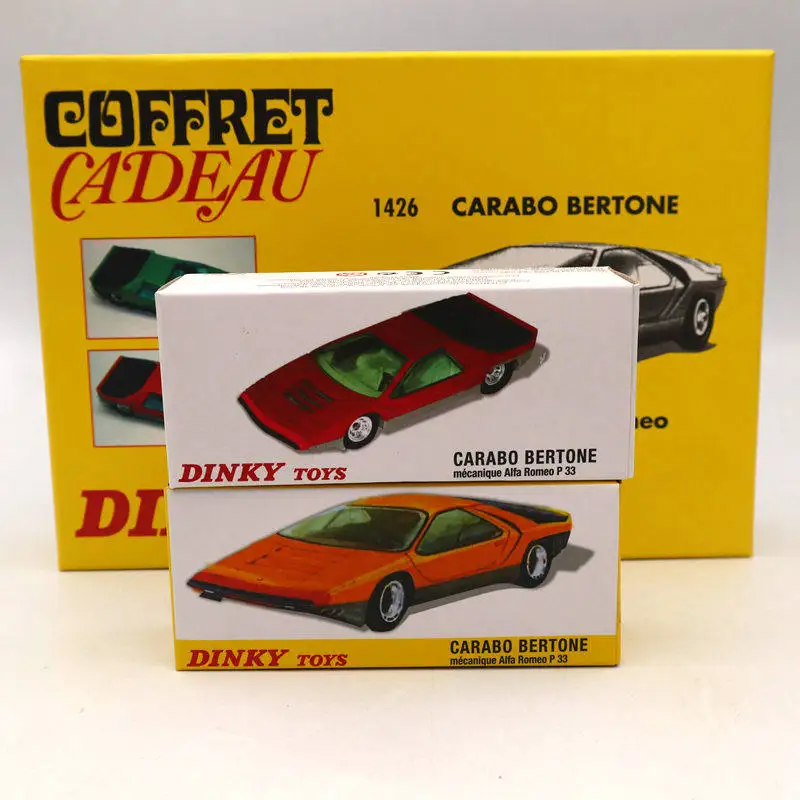 COFFRET
CADEAU
1426 CARABO BERTONE
DINKY TOYS
CARABO BERTONE
mécanique Alfa Romeo P 33
DINKY TOYS
CARABO BERTONE
mécanique Alfa Romeo P 33